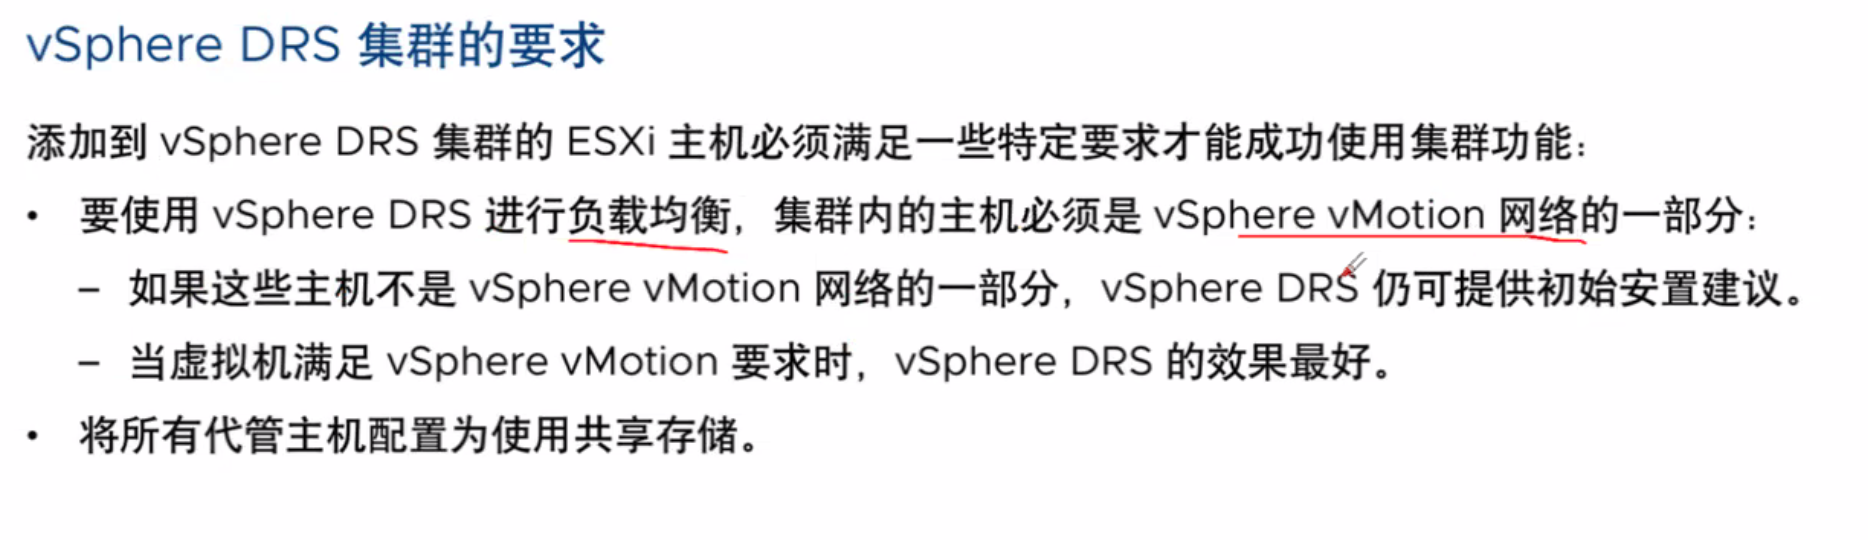 vSphere DRS 集群的要求
添加到 vSphere DRS 集群的 ESXi 主机必须满足一些特定要求才能成功使用集群功能：
• 要使用 vSphere DRS 进行负载均衡，集群内的主机必须是 vSphere vMotion 网络的一部分：
– 如果这些主机不是 vSphere vMotion 网络的一部分，vSphere DRS 仍可提供初始安置建议。
– 当虚拟机满足 vSphere vMotion 要求时，vSphere DRS 的效果最好。
• 将所有代管主机配置为使用共享存储。